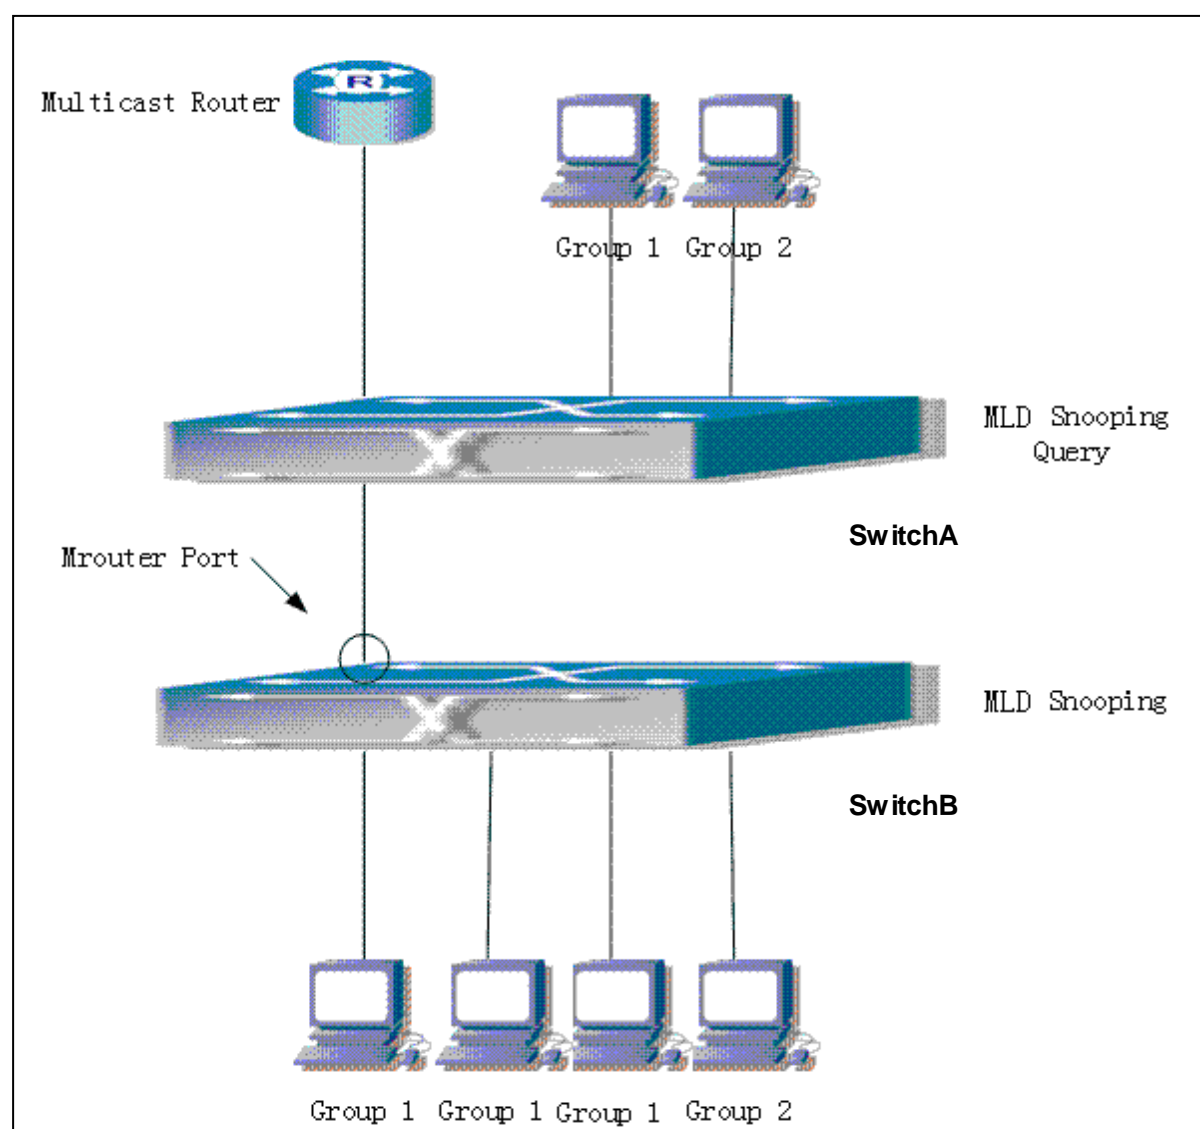 R
Multicast Router
Group 1 Group 2
MLD Snooping
Query
SwitchA
Mrouter Port
MLD Snooping
SwitchB
Group 1 Group 1 Group 1 Group 2